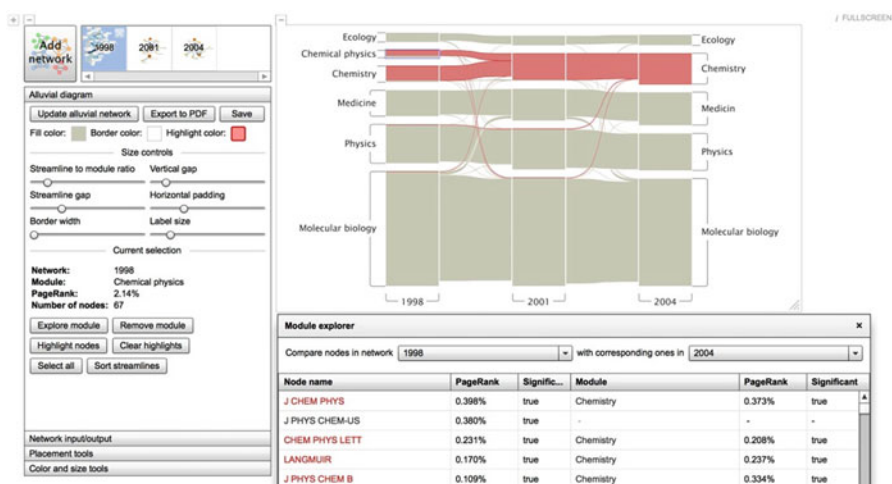 / FULLSCREEN
Add network
1998
2001
2004
Alluvial diagram
Update alluvial network
Export to PDF
Save
Fill color:
Border color:
Highlight color:
Size controls
Streamline to module ratio
Vertical gap
Streamline gap
Horizontal padding
Border width
Label size
Current selection
Network: 1998
Module: Chemical physics
PageRank: 2.14%
Number of nodes: 67
Explore module
Remove module
Highlight nodes
Clear highlights
Select all
Sort streamlines
Network input/output
Placement tools
Color and size tools
Ecology
Chemical physics
Chemistry
Medicine
Physics
Molecular biology
Ecology
Chemistry
Medicin
Physics
Molecular biology
1998
2001
2004
Module explorer
Compare nodes in network 1998 with corresponding ones in 2004
Node name PageRank Signific... Module PageRank Significant
J CHEM PHYS 0.398% true Chemistry 0.373% true
J PHYS CHEM-US 0.380% true - - -
CHEM PHYS LETT 0.231% true Chemistry 0.208% true
LANGMUIR 0.170% true Chemistry 0.237% true
J PHYS CHEM B 0.109% true Chemistry 0.334% true